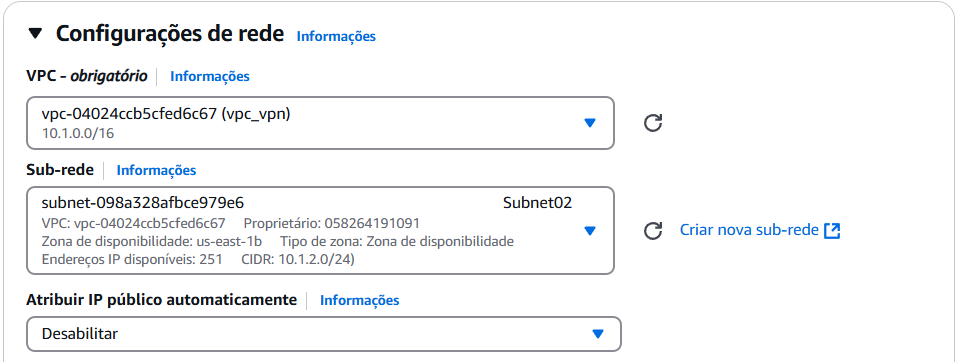 Configurações de rede Informações
VPC - obrigatório Informações
vpc-04024ccb5cfed6c67 (vpc_vpn)
10.1.0.0/16
Sub-rede Informações
subnet-098a328afbce979e6 Subnet02
VPC: vpc-04024ccb5cfed6c67 Proprietário: 058264191091
Zona de disponibilidade: us-east-1b Tipo de zona: Zona de disponibilidade
Endereços IP disponíveis: 251 CIDR: 10.1.2.0/24)
Criar nova sub-rede
Atribuir IP público automaticamente Informações
Desabilitar